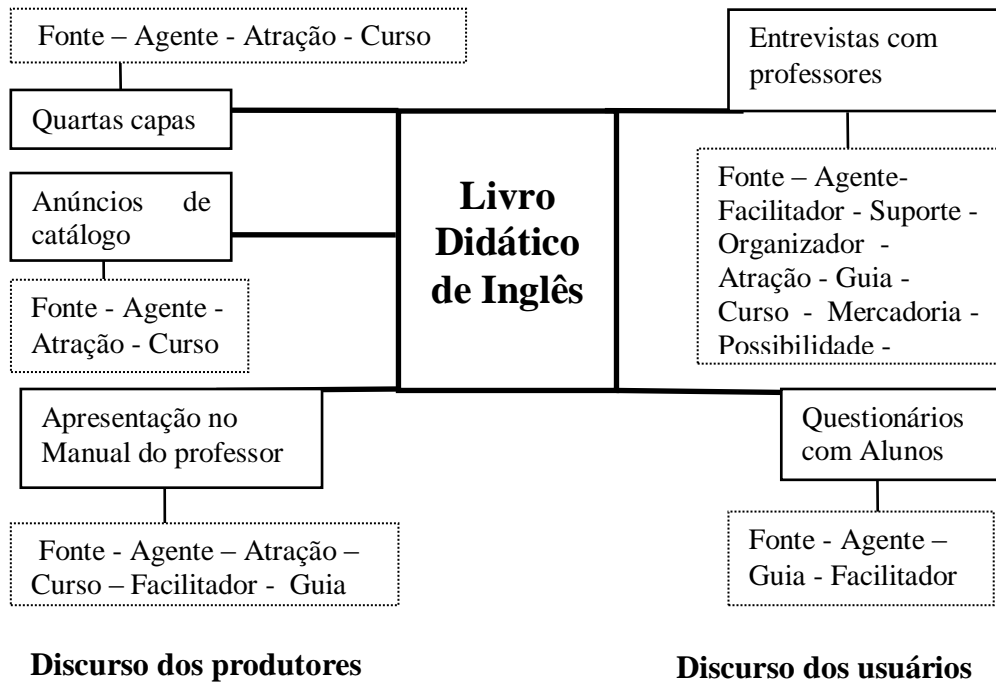 Fonte – Agente - Atração - Curso
Quartas capas
Anúncios de
catálogo
Fonte - Agente -
Atração - Curso
Apresentação no
Manual do professor
Fonte - Agente – Atração –
Curso – Facilitador - Guia
Discurso dos produtores
Livro
Didático
de Inglês
Entrevistas com
professores
Fonte – Agente-
Facilitador - Suporte -
Organizador -
Atração - Guia -
Curso - Mercadoria -
Possibilidade -
Questionários
com Alunos
Fonte - Agente –
Guia - Facilitador
Discurso dos usuários